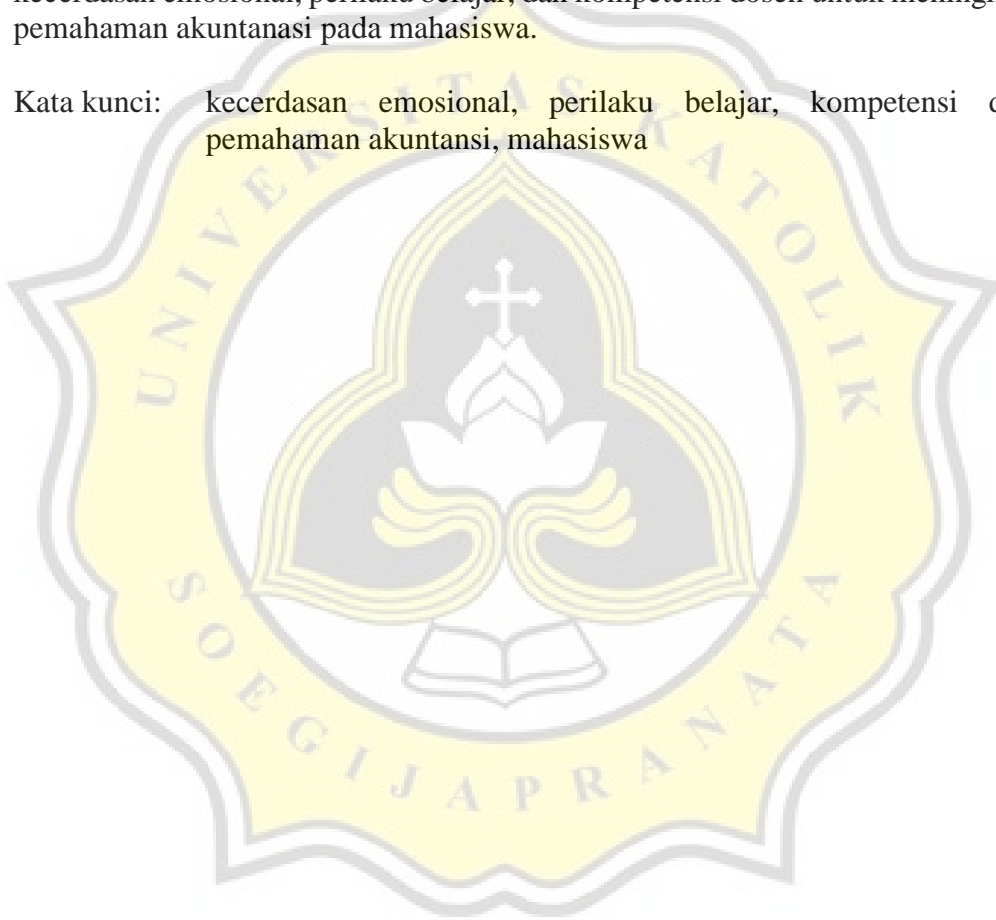 kecerdasan emosional, perilaku belajar, dan kompetensi dosen untuk
pemahaman akuntanasi pada mahasiswa.
Kata kunci: kecerdasan emosional, perilaku belajar, kompetensi
pemahaman akuntansi, mahasiswa
UNIVERSITAS KATOLIK
SOEGIJAPRANATA